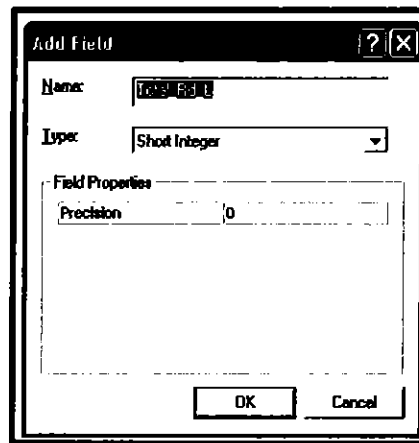 Add Field
Name:
Type: Short Integer
Field Properties
Precision 0
OK Cancel